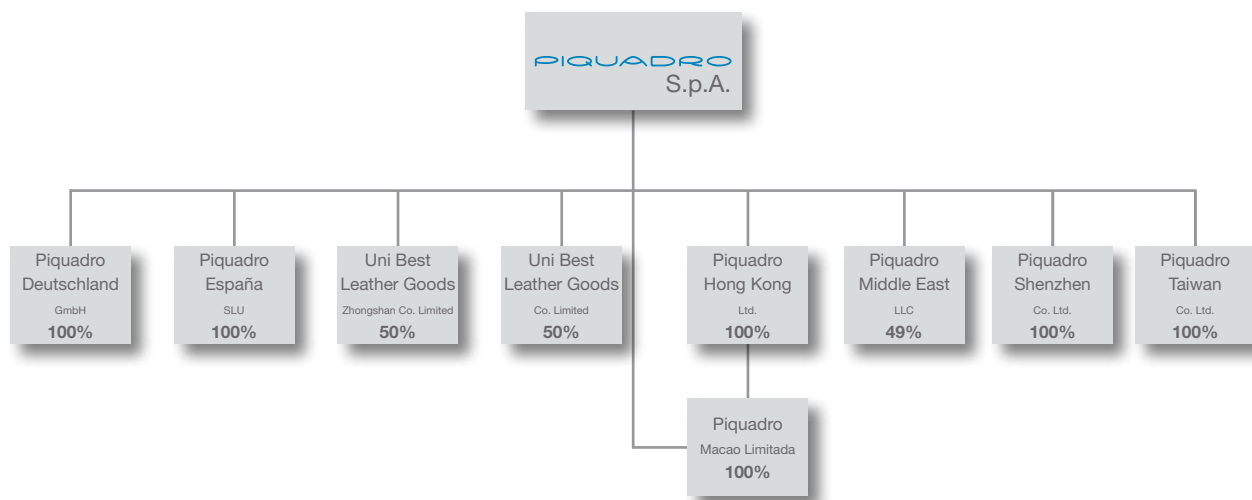 PIQUADRO
S.p.A.
Piquadro
Deutschland
GmbH
100%
Piquadro
España
SLU
100%
Uni Best
Leather Goods
Zhongshan Co. Limited
50%
Uni Best
Leather Goods
Co. Limited
50%
Piquadro
Hong Kong
Ltd.
100%
Piquadro
Middle East
LLC
49%
Piquadro
Shenzhen
Co. Ltd.
100%
Piquadro
Taiwan
Co. Ltd.
100%
Piquadro
Macao Limitada
100%